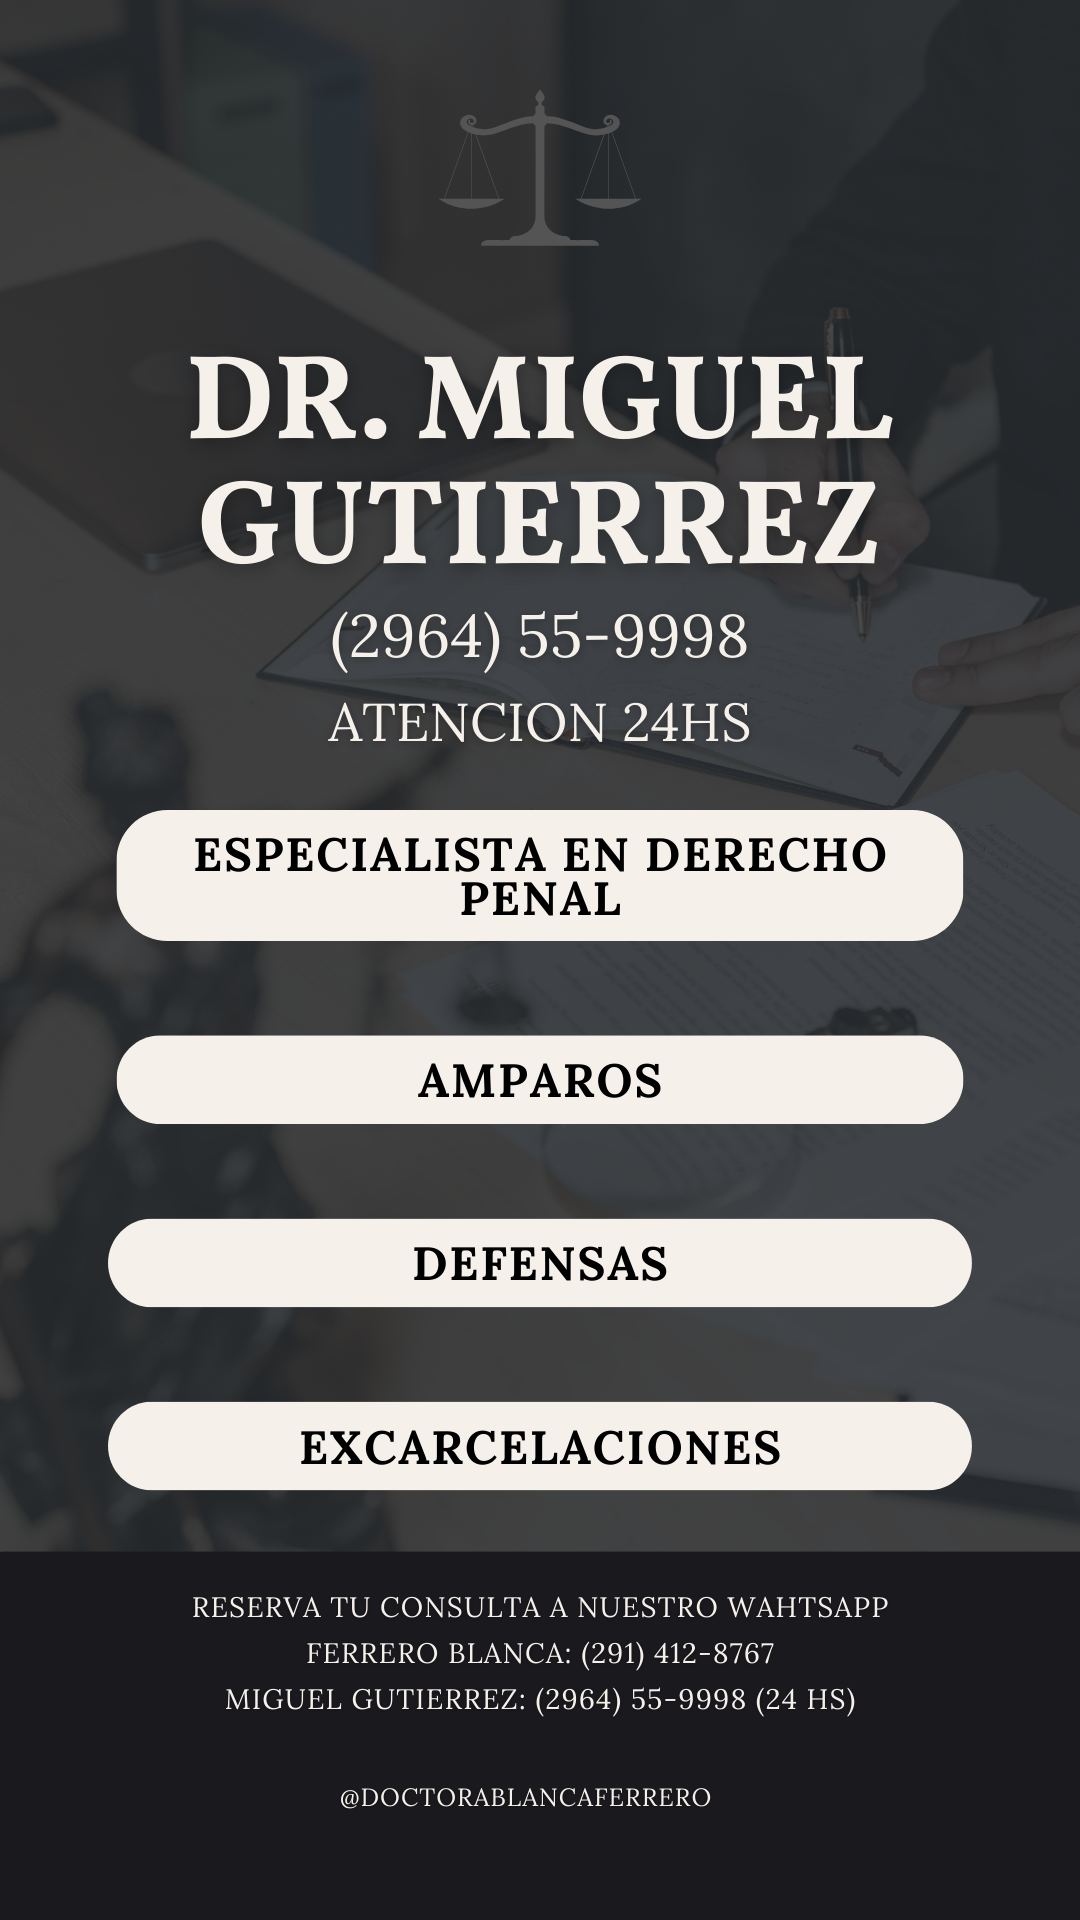 DR. MIGUEL
GUTIERREZ
(2964) 55-9998
ATENCION 24HS
ESPECIALISTA EN DERECHO
PENAL
AMPAROS
DEFENSAS
EXCARCELACIONES
RESERVA TU CONSULTA A NUESTRO WAHTSAPP
FERRERO BLANCA: (291) 412-8767
MIGUEL GUTIERREZ: (2964) 55-9998 (24 HS)
@DOCTORABLANCAFERRERO